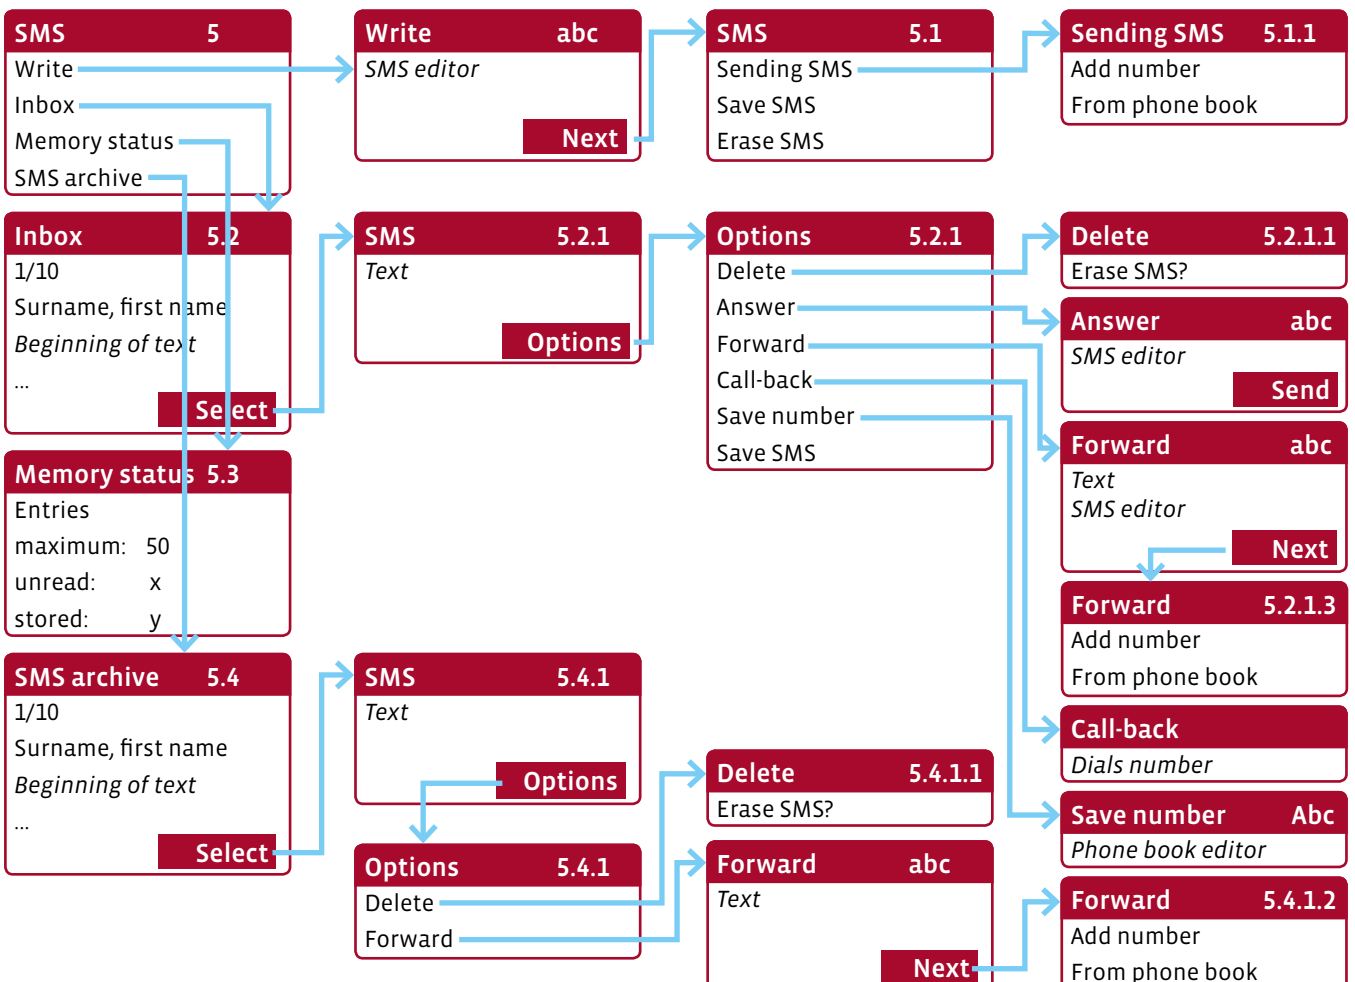 SMS 5
Write
Inbox
Memory status
SMS archive
Write abc
SMS editor
Next
SMS 5.1
Sending SMS
Save SMS
Erase SMS
Sending SMS 5.1.1
Add number
From phone book
Inbox 5.2
1/10
Surname, first name
Beginning of text
...
Select
SMS 5.2.1
Text
Options
Options 5.2.1
Delete
Answer
Forward
Call-back
Save number
Save SMS
Delete 5.2.1.1
Erase SMS?
Answer abc
SMS editor
Send
Forward abc
Text
SMS editor
Next
Forward 5.2.1.3
Add number
From phone book
Call-back
Dials number
Save number Abc
Phone book editor
Memory status 5.3
Entries
maximum: 50
unread: x
stored: y
SMS archive 5.4
1/10
Surname, first name
Beginning of text
...
Select
SMS 5.4.1
Text
Options
Options 5.4.1
Delete
Forward
Delete 5.4.1.1
Erase SMS?
Forward abc
Text
Next
Forward 5.4.1.2
Add number
From phone book